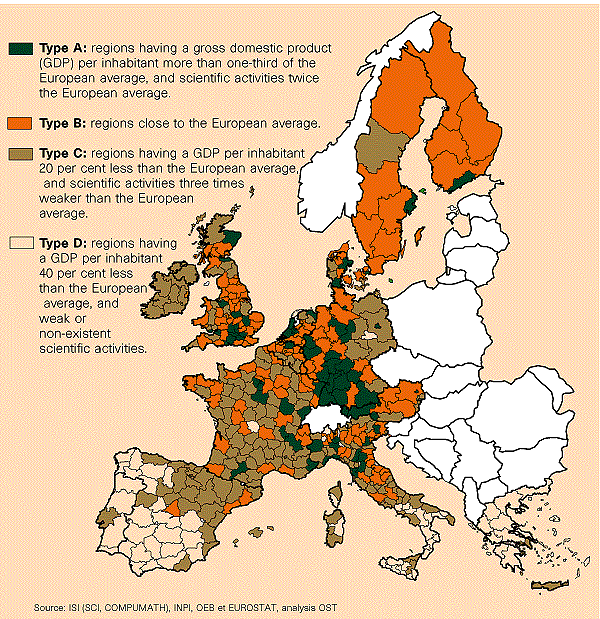 Type A: regions having a gross domestic product
(GDP) per inhabitant more than one-third of the
European average, and scientific activities twice
the European average.
Type B: regions close to the European average.
Type C: regions having a GDP per inhabitant
20 per cent less than the European average,
and scientific activities three times
weaker than the European
average.
Type D: regions having
a GDP per inhabitant
40 per cent less
than the European
average, and
weak or
non-existent
scientific activities.
Source: ISI (SCI, COMPUMATH), INPI, OEB et EUROSTAT, analysis OST